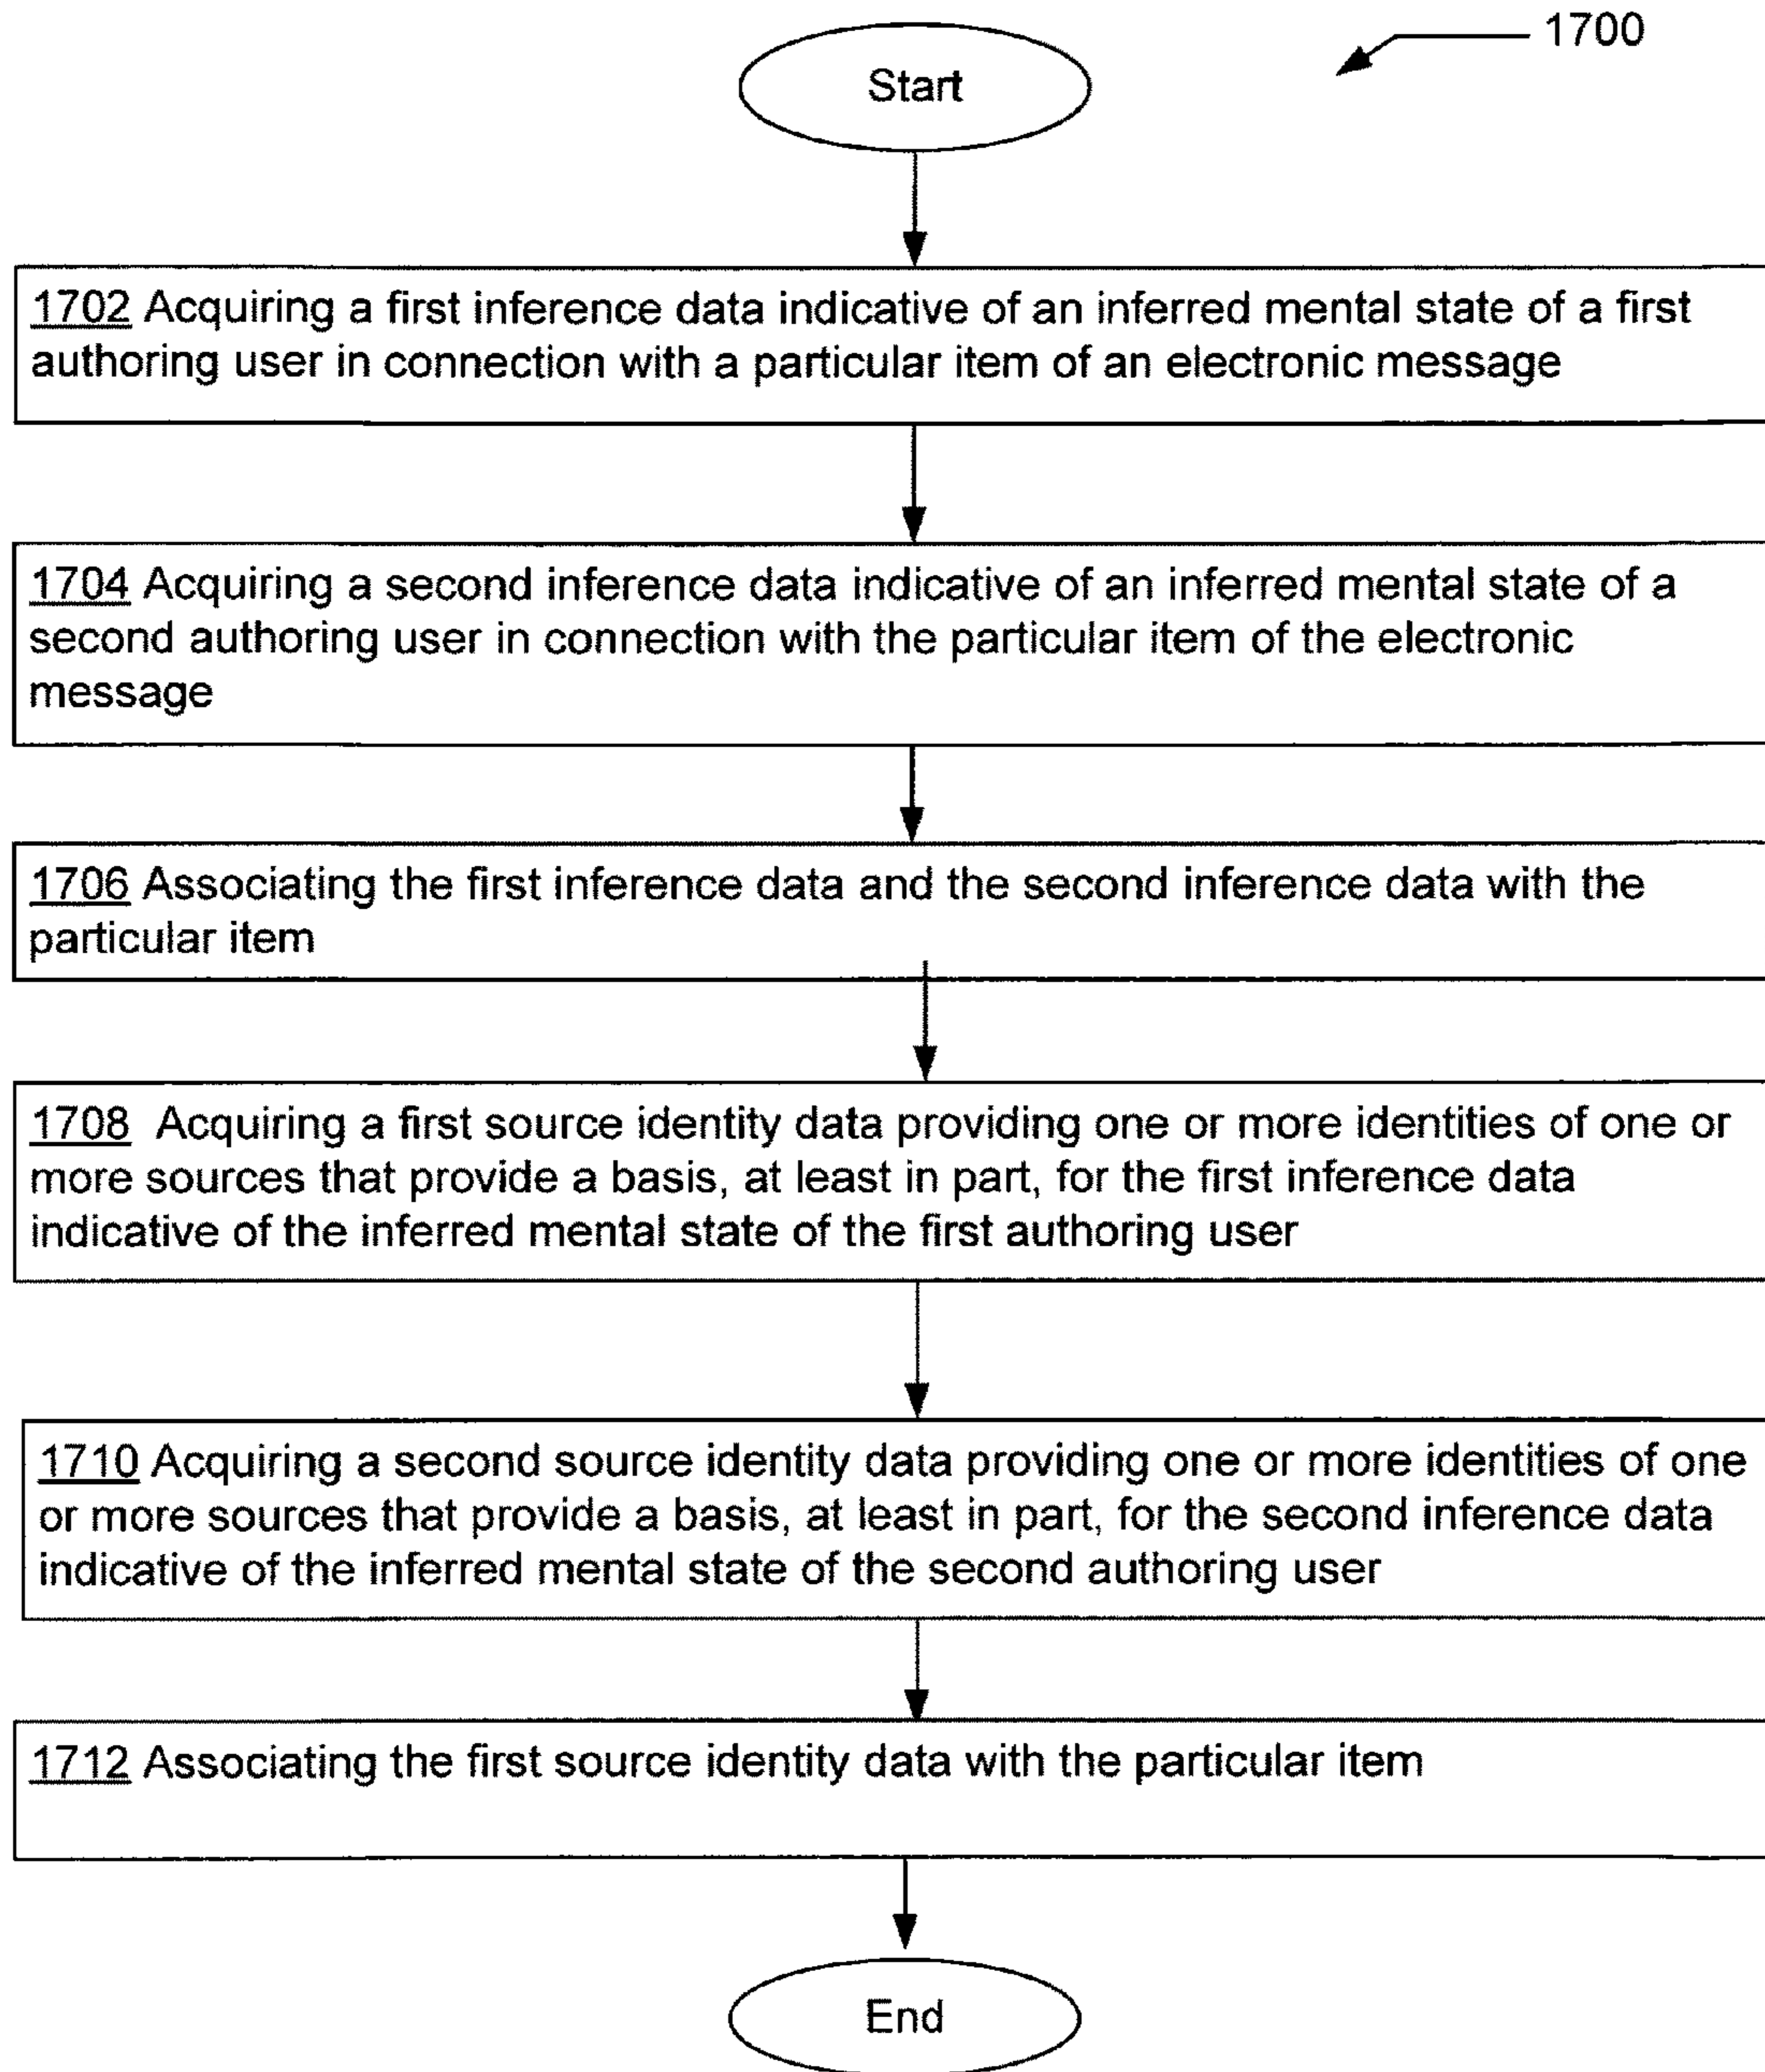 1700
Start
1702 Acquiring a first inference data indicative of an inferred mental state of a first
authoring user in connection with a particular item of an electronic message
1704 Acquiring a second inference data indicative of an inferred mental state of a
second authoring user in connection with the particular item of the electronic
message
1706 Associating the first inference data and the second inference data with the
particular item
1708 Acquiring a first source identity data providing one or more identities of one or
more sources that provide a basis, at least in part, for the first inference data
indicative of the inferred mental state of the first authoring user
1710 Acquiring a second source identity data providing one or more identities of one
or more sources that provide a basis, at least in part, for the second inference data
indicative of the inferred mental state of the second authoring user
1712 Associating the first source identity data with the particular item
End